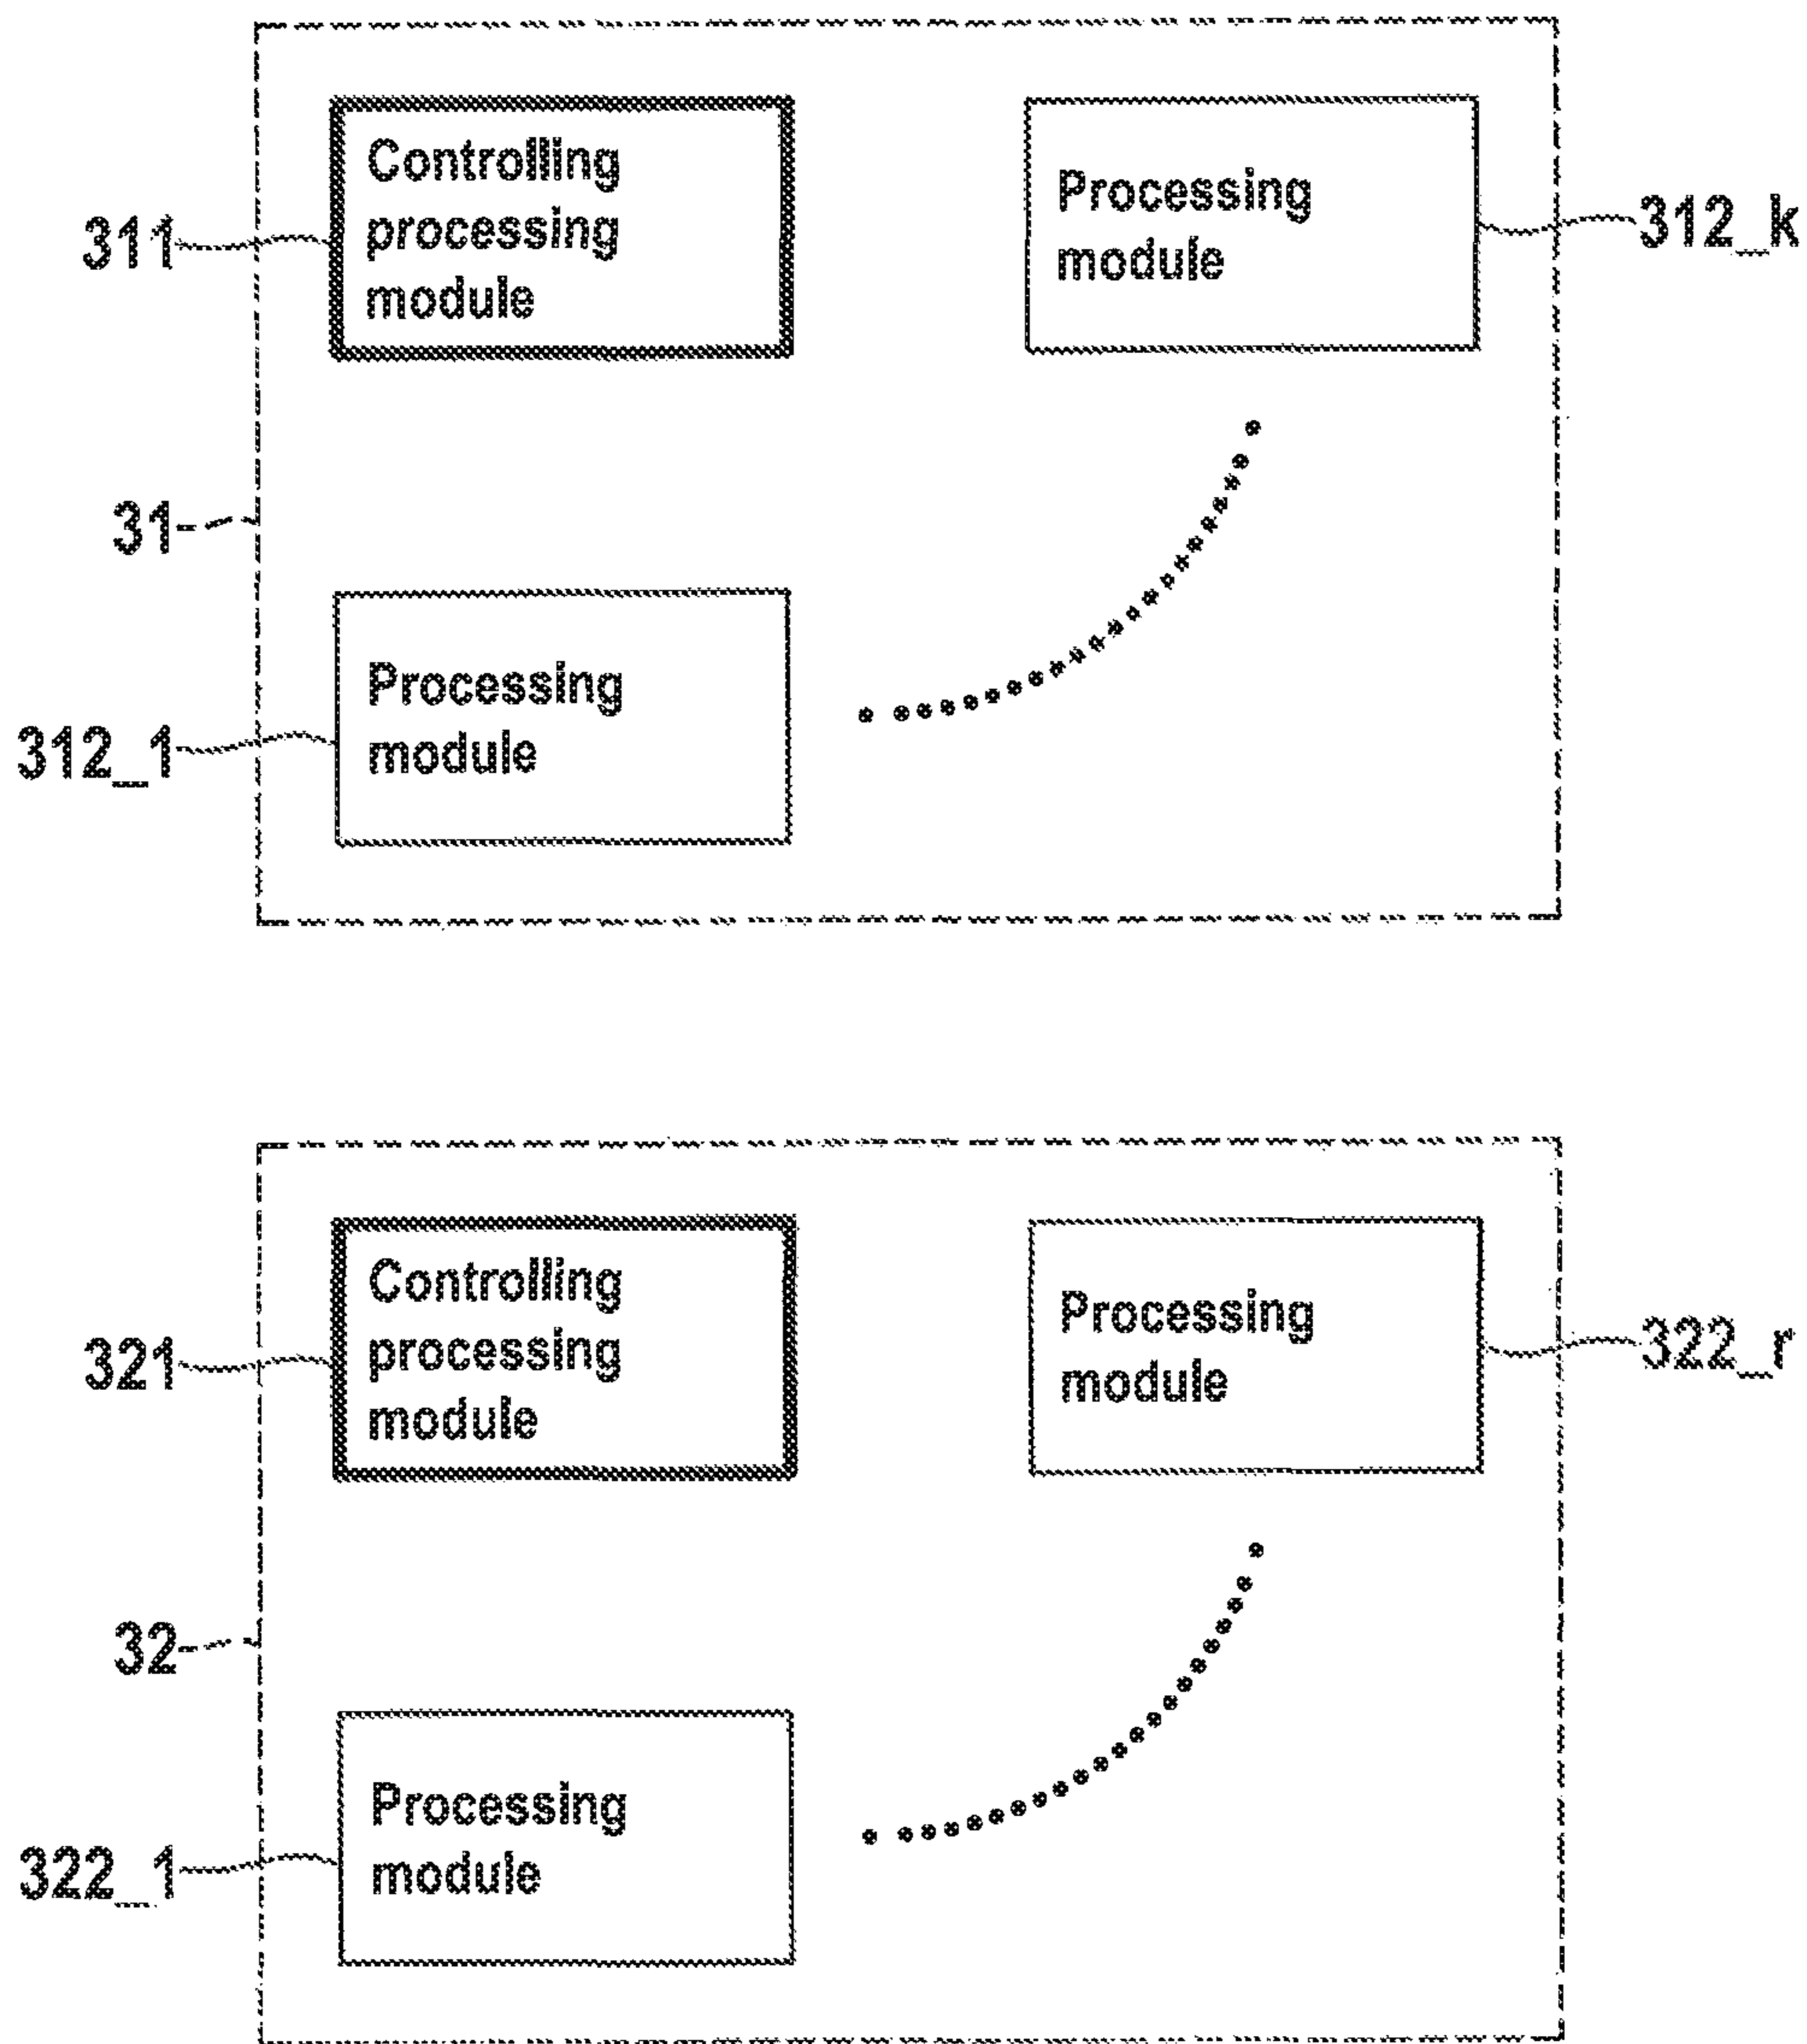 Controlling
processing
module
311
Processing
module
312_k
31
Processing
module
312_1
Controlling
processing
module
321
Processing
module
322_r
32
Processing
module
322_1